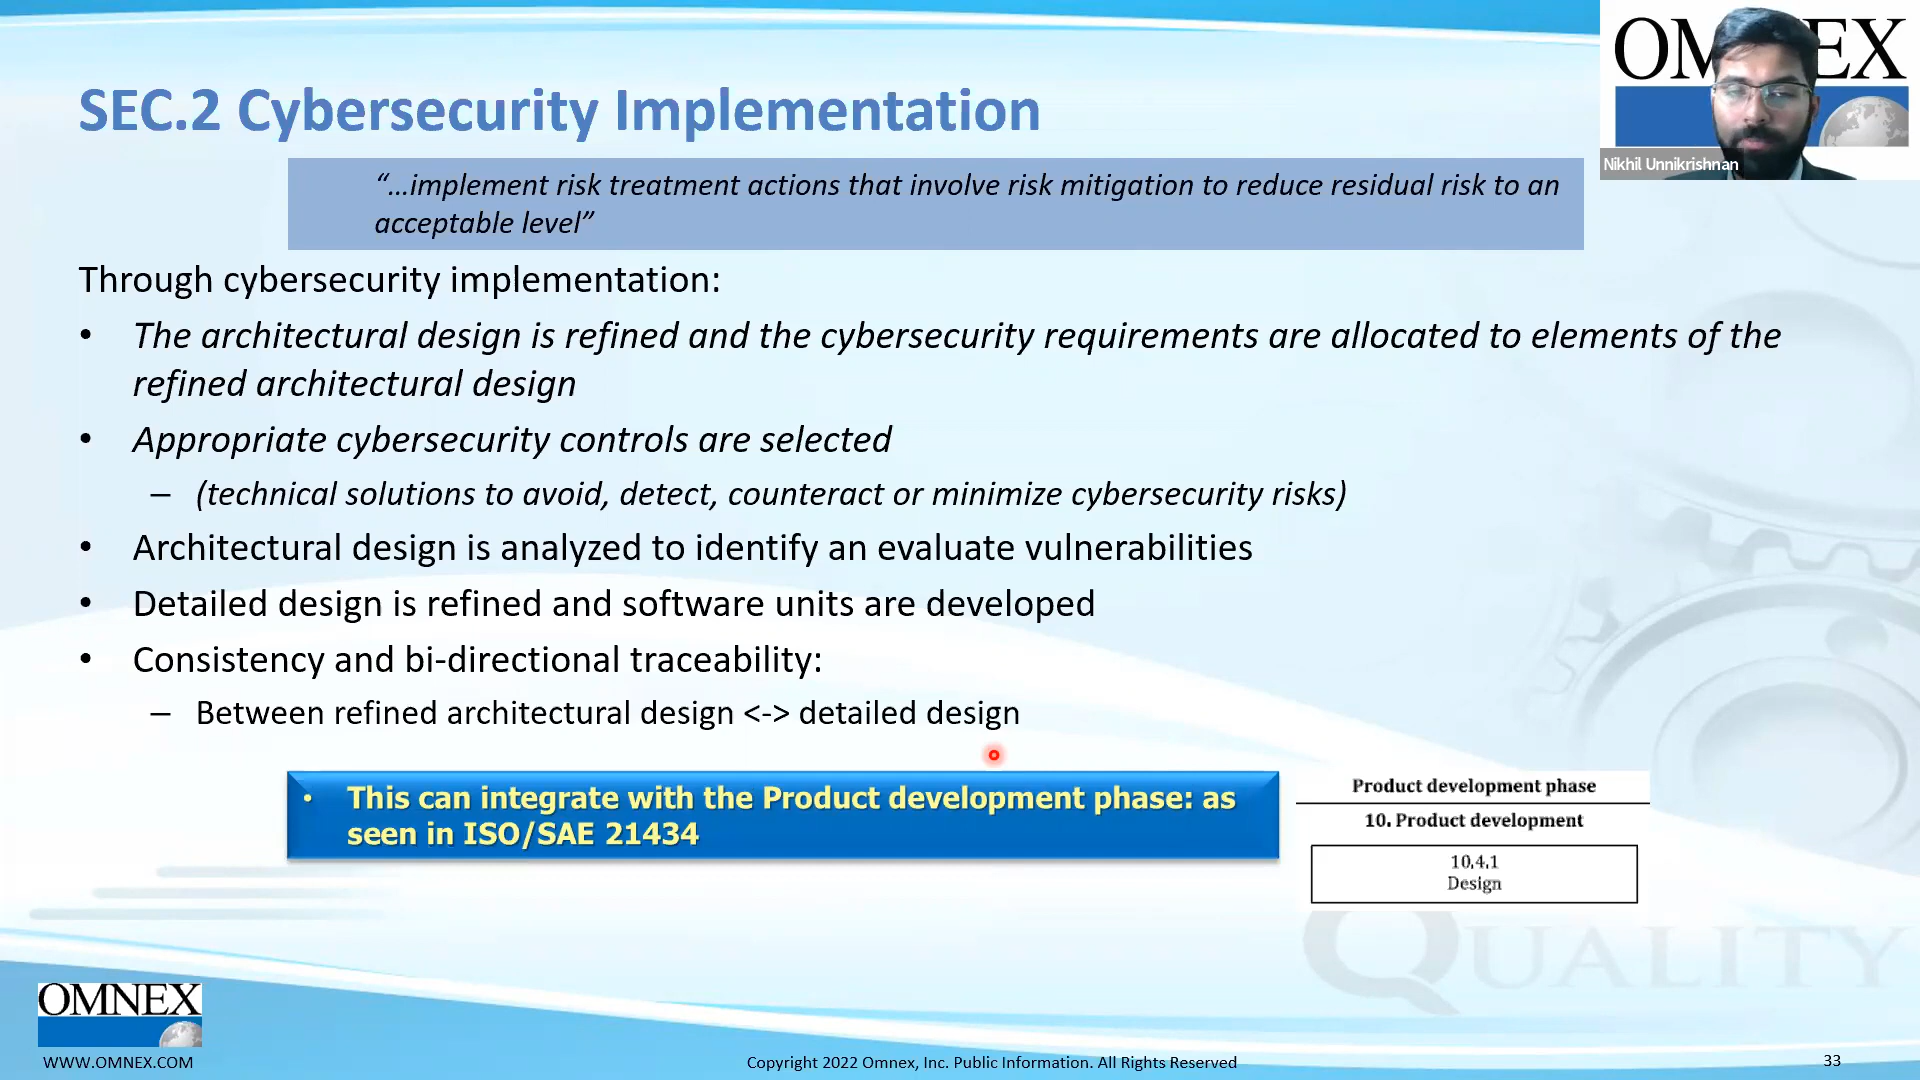 SEC.2 Cybersecurity Implementation
“…implement risk treatment actions that involve risk mitigation to reduce residual risk to an
acceptable level”
Through cybersecurity implementation:
• The architectural design is refined and the cybersecurity requirements are allocated to elements of the
refined architectural design
• Appropriate cybersecurity controls are selected
– (technical solutions to avoid, detect, counteract or minimize cybersecurity risks)
• Architectural design is analyzed to identify an evaluate vulnerabilities
• Detailed design is refined and software units are developed
• Consistency and bi-directional traceability:
– Between refined architectural design <-> detailed design
• This can integrate with the Product development phase: as
seen in ISO/SAE 21434
Product development phase
10. Product development
10.4.1
Design
QUALITY
OMNEX
WWW.OMNEX.COM
Copyright 2022 Omnex, Inc. Public Information. All Rights Reserved
33
Nikhil Unnikrishnan